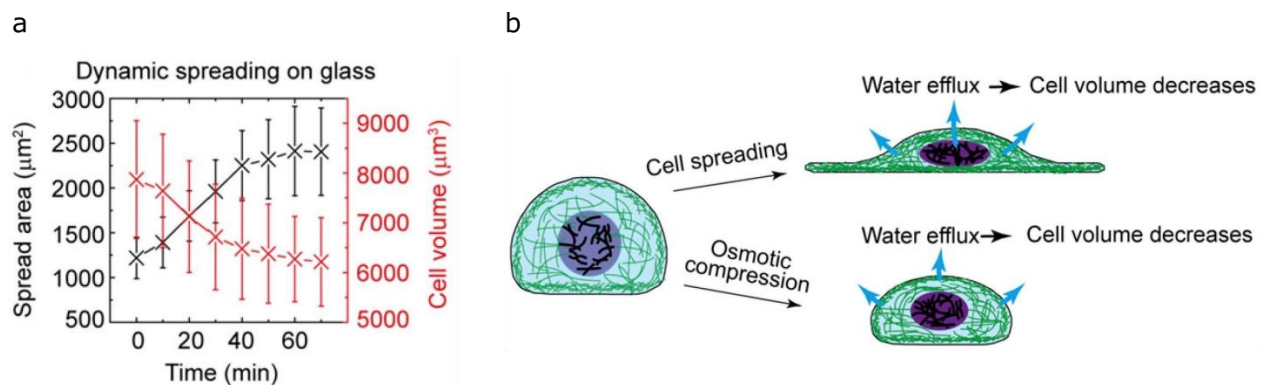 a
Dynamic spreading on glass
3000
2500
2000
1500
1000
500
Spread area (μm²)
9000
8000
7000
6000
5000
Cell volume (μm³)
0
20
40
60
Time (min)
b
Water efflux → Cell volume decreases
Cell spreading
Water efflux → Cell volume decreases
Osmotic
compression